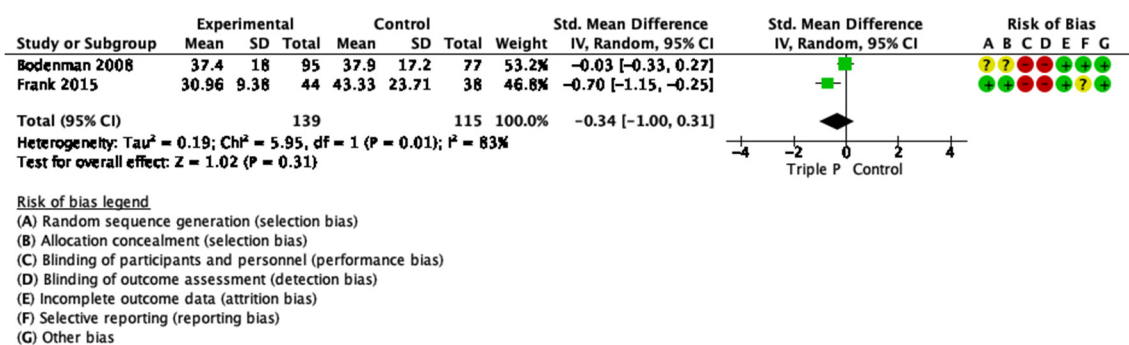 Experimental Control Std. Mean Difference Std. Mean Difference Risk of Bias
Study or Subgroup Mean SD Total Mean SD Total Weight IV, Random, 95% CI IV, Random, 95% CI A B C D E F G
Bodenman 2008 37.4 18 95 37.9 17.2 77 53.2% −0.03 [−0.33, 0.27] ? ? − − + + +
Frank 2015 30.96 9.38 44 43.33 23.71 38 46.8% −0.70 [−1.15, −0.25] + + − − + ? +
Total (95% CI) 139 115 100.0% −0.34 [−1.00, 0.31]
Heterogeneity: Tau² = 0.19; Chi² = 5.95, df = 1 (P = 0.01); I² = 83%
Test for overall effect: Z = 1.02 (P = 0.31)
−4 −2 0 2 4
Triple P Control
Risk of bias legend
(A) Random sequence generation (selection bias)
(B) Allocation concealment (selection bias)
(C) Blinding of participants and personnel (performance bias)
(D) Blinding of outcome assessment (detection bias)
(E) Incomplete outcome data (attrition bias)
(F) Selective reporting (reporting bias)
(G) Other bias